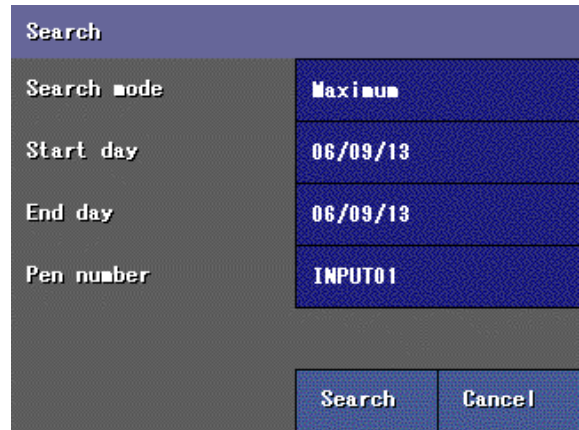 Search
Search mode Maximum
Start day 06/09/13
End day 06/09/13
Pen number INPUT01
Search Cancel